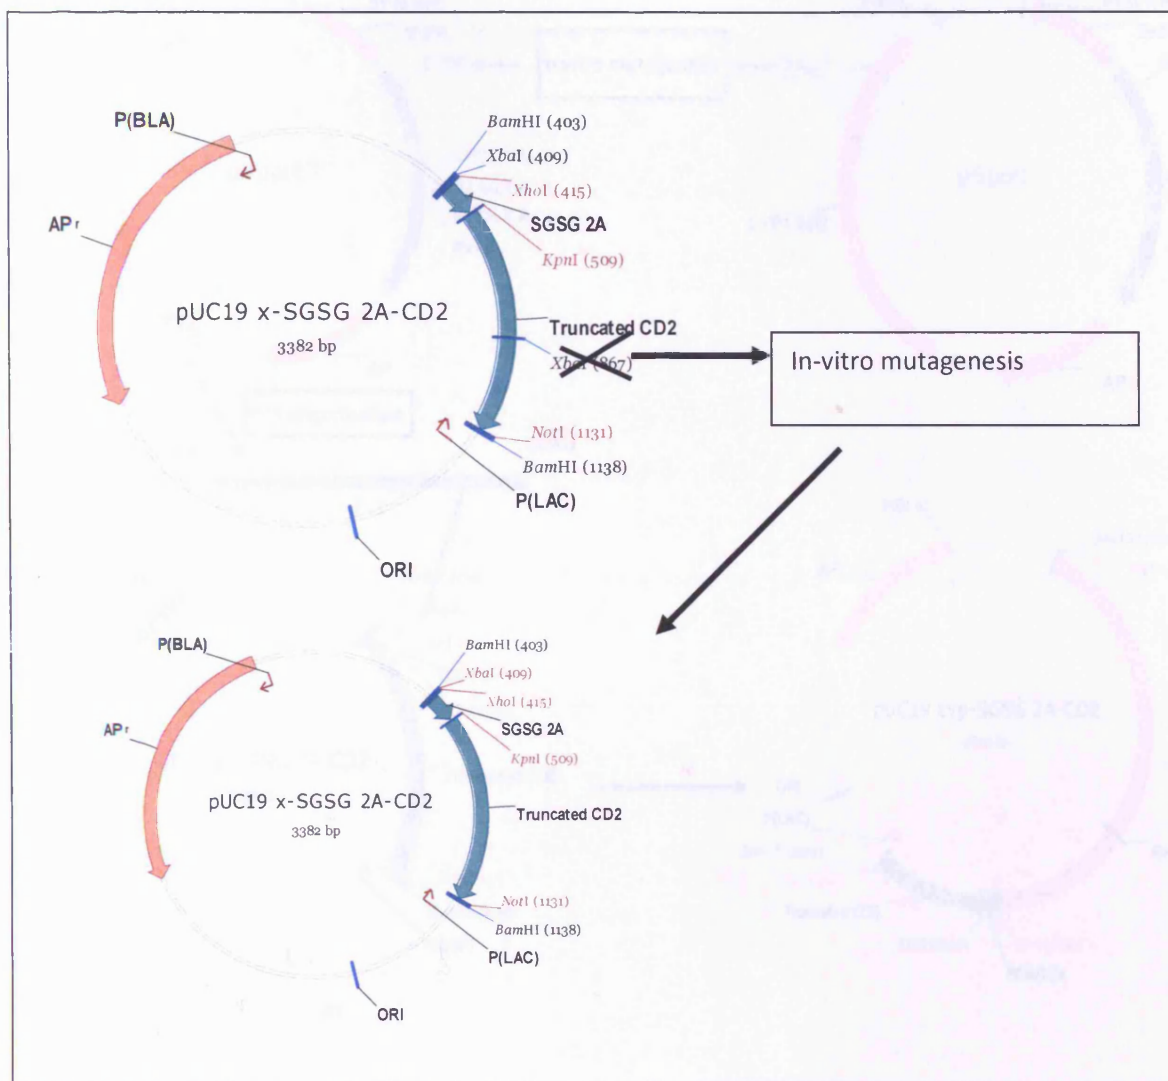 P(BLA)
BamHI (403)
XbaI (409)
XhoI (415)
SGSG 2A
APr
KpnI (509)
pUC19 x-SGSG 2A-CD2
3382 bp
Truncated CD2
XbaI (867)
In-vitro mutagenesis
NotI (1131)
BamHI (1138)
P(LAC)
ORI
P(BLA)
BamHI (403)
XbaI (409)
XhoI (415)
SGSG 2A
APr
KpnI (509)
pUC19 x-SGSG 2A-CD2
3382 bp
Truncated CD2
NotI (1131)
BamHI (1138)
P(LAC)
ORI